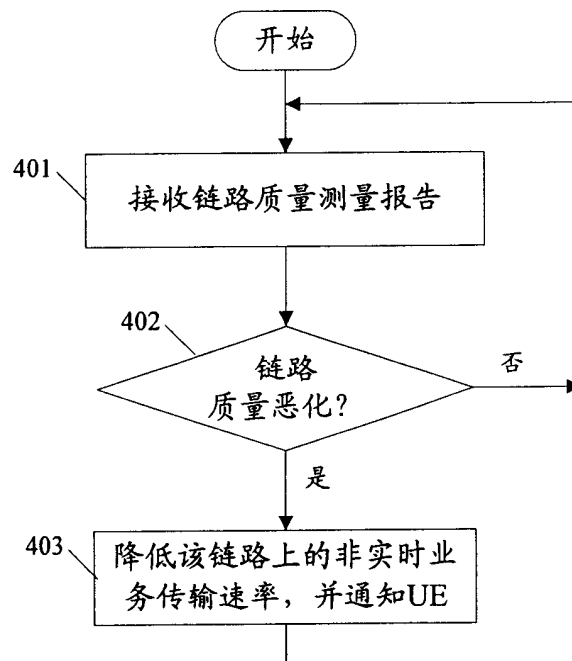 开始
401
接收链路质量测量报告
402
链路
质量恶化?
否
是
403
降低该链路上的非实时业
务传输速率，并通知UE